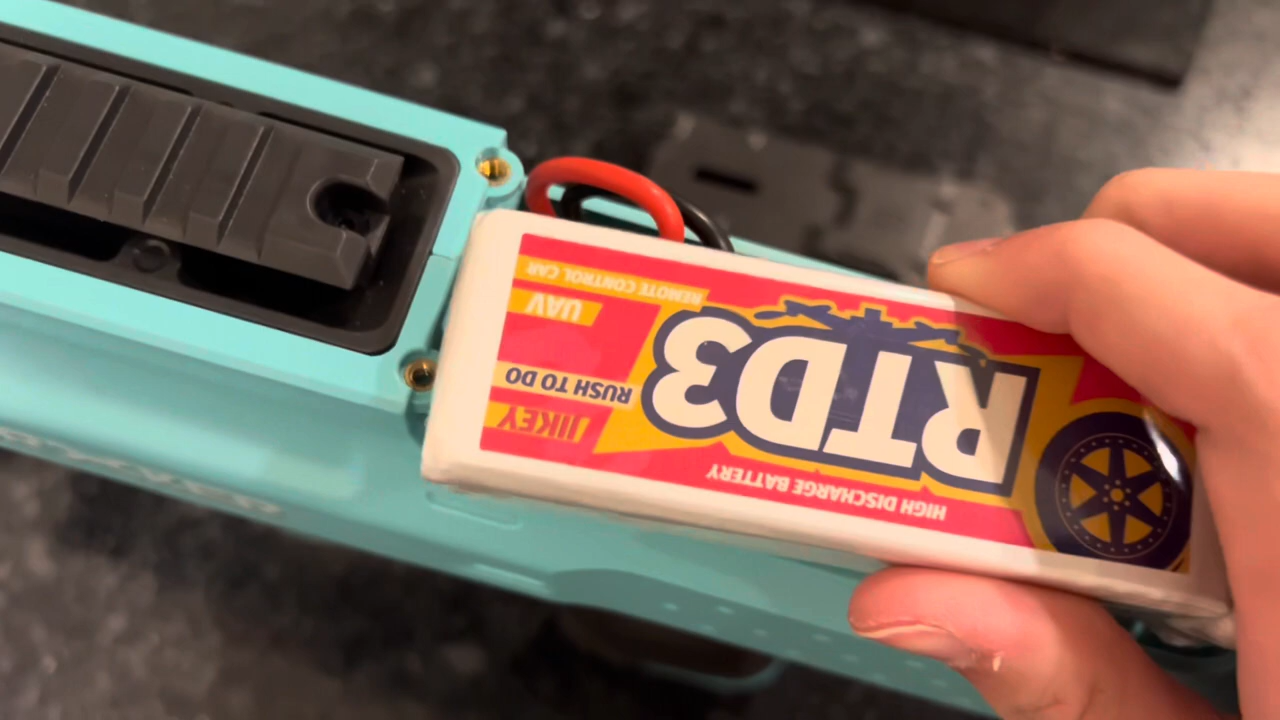 HIGH DISCHARGE BATTERY
RTD3
JIKEY
RUSH TO DO
UAV
REMOTE CONTROL CAR